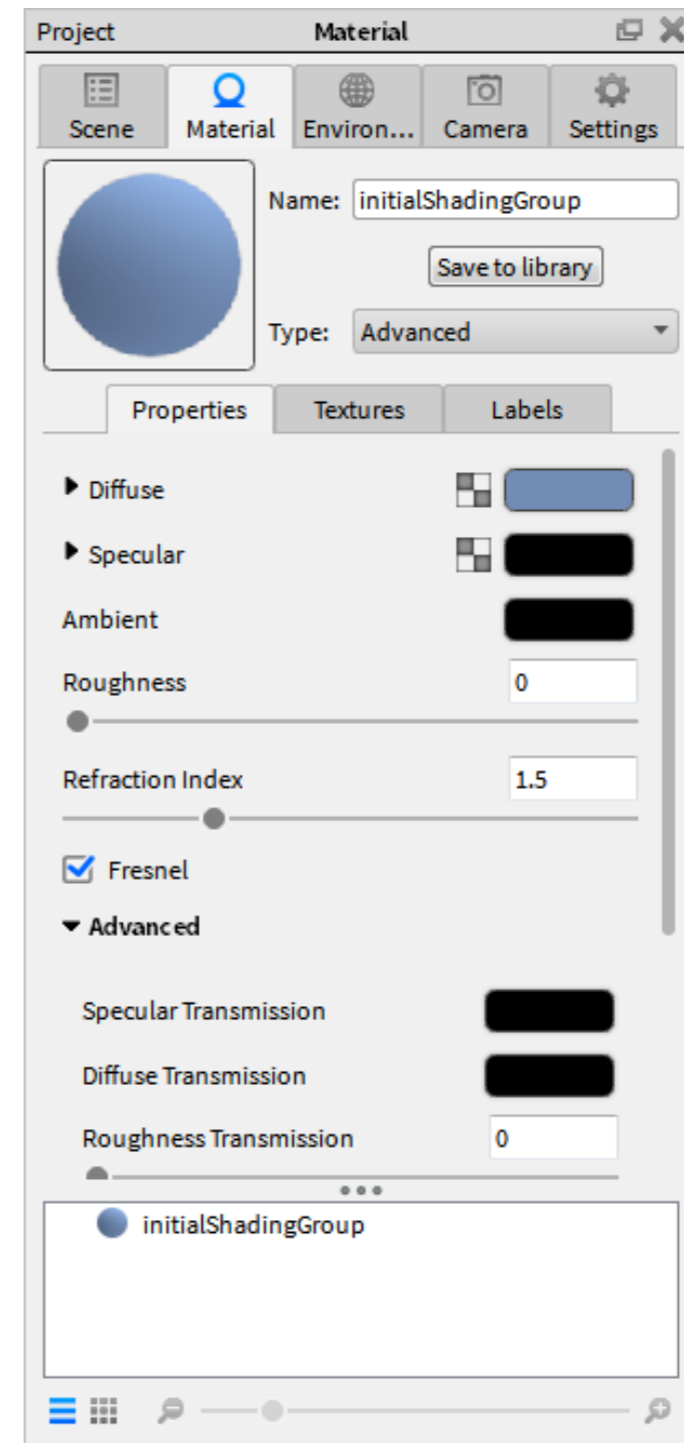 Project Material
Scene Material Environ... Camera Settings
Name: initialShadingGroup
Save to library
Type: Advanced
Properties Textures Labels
Diffuse
Specular
Ambient
Roughness 0
Refraction Index 1.5
Fresnel
Advanced
Specular Transmission
Diffuse Transmission
Roughness Transmission 0
initialShadingGroup